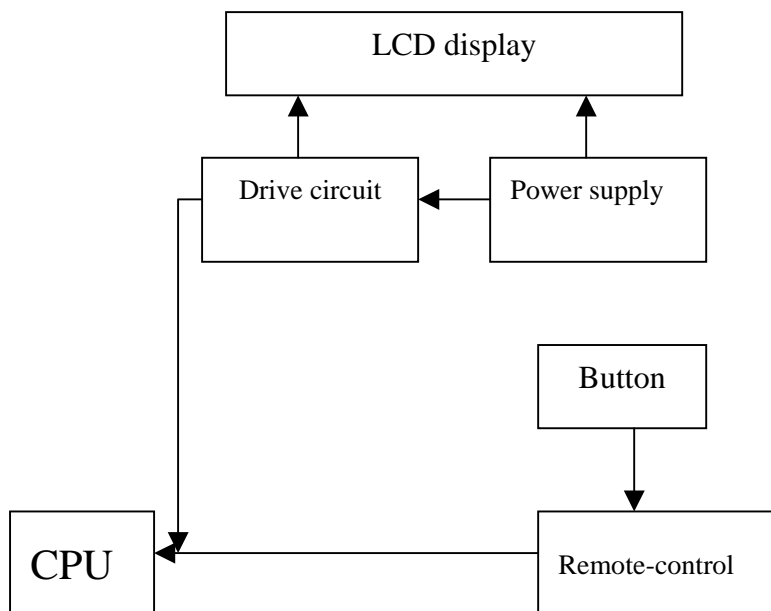 LCD display
Drive circuit
Power supply
Button
CPU
Remote-control